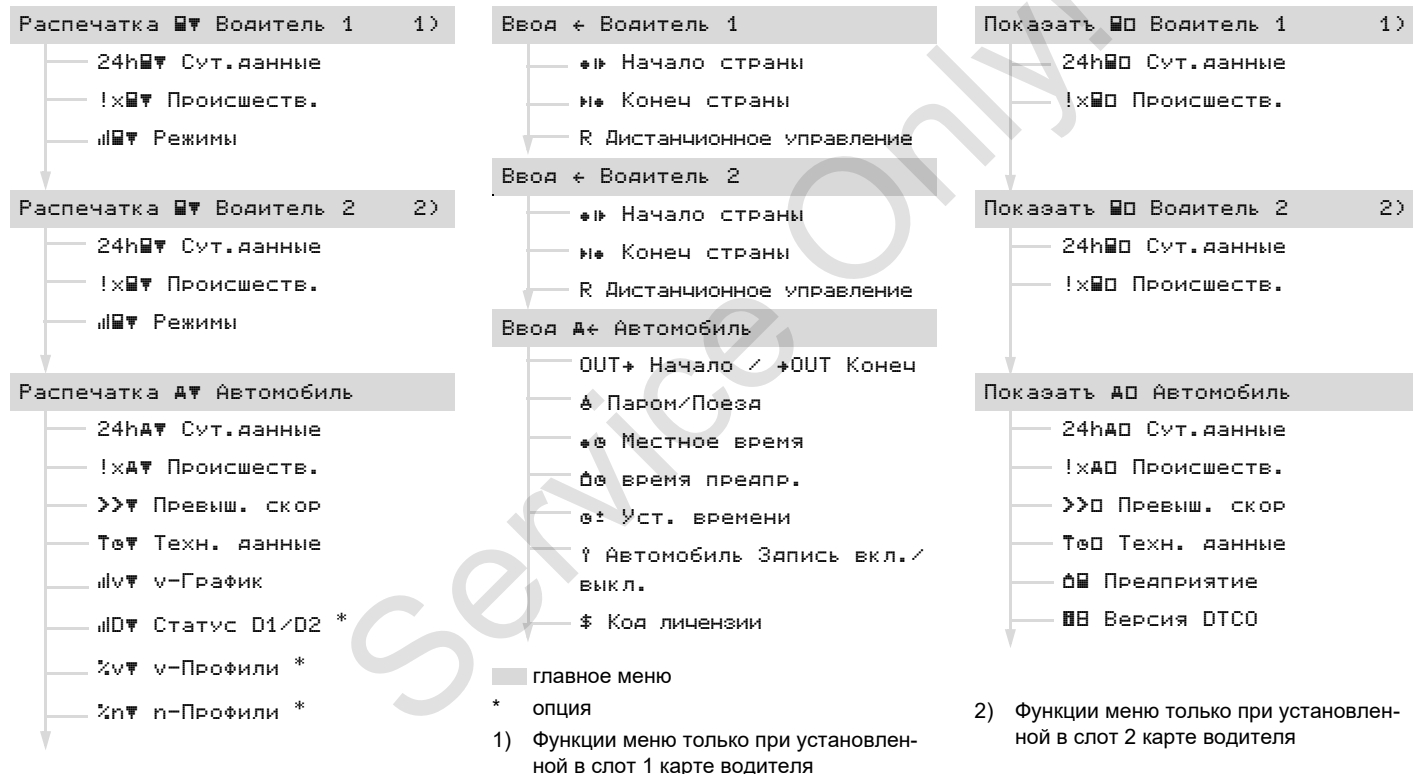 Распечатка ▼ Водитель 1 1)
24h▼ Сут.данные
!x▼ Происшеств.
▼ Режимы
Распечатка ▼ Водитель 2 2)
24h▼ Сут.данные
!x▼ Происшеств.
▼ Режимы
Распечатка ▼ Автомобиль
24h▼ Сут.данные
!x▼ Происшеств.
>>▼ Превыш. скор
▼ Техн. данные
v▼ v-График
D▼ Статус D1/D2 *
%v▼ v-Профили *
%n▼ n-Профили *
Ввод ← Водитель 1
Начало страны
Конец страны
R Дистанционное управление
Ввод ← Водитель 2
Начало страны
Конец страны
R Дистанционное управление
Ввод ← Автомобиль
OUT→ Начало / →OUT Конец
Паром/Поезд
Местное время
время предпр.
Уст. времени
Автомобиль Запись вкл./
выкл.
$ Код лицензии
главное меню
* опция
1) Функции меню только при установлен-
ной в слот 1 карте водителя
Показать Водитель 1 1)
24h Сут.данные
!x Происшеств.
Показать Водитель 2 2)
24h Сут.данные
!x Происшеств.
Показать Автомобиль
24h Сут.данные
!x Происшеств.
>> Превыш. скор
Техн. данные
Предприятие
Версия DTCO
2) Функции меню только при установлен-
ной в слот 2 карте водителя
Service Only!